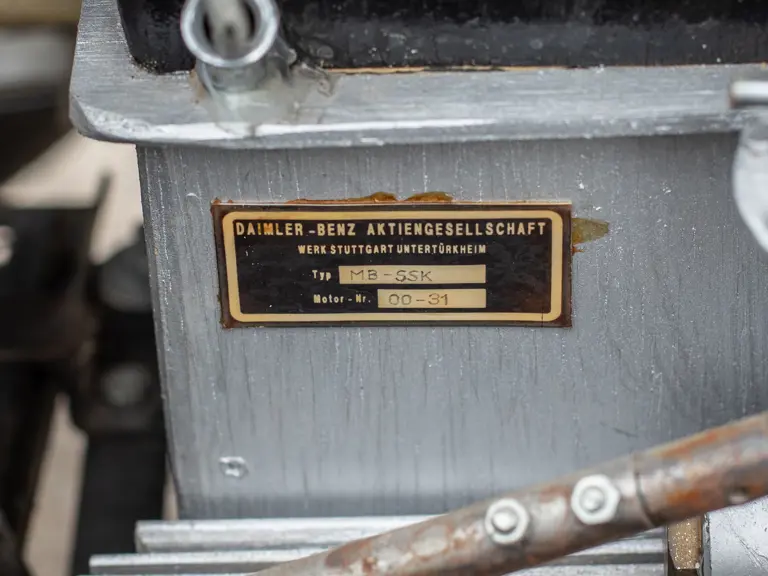 DAIMLER-BENZ AKTIENGESELLSCHAFT
WERK STUTTGART UNTERTÜRKHEIM
Typ MB-SSK
Motor-Nr. 00-31